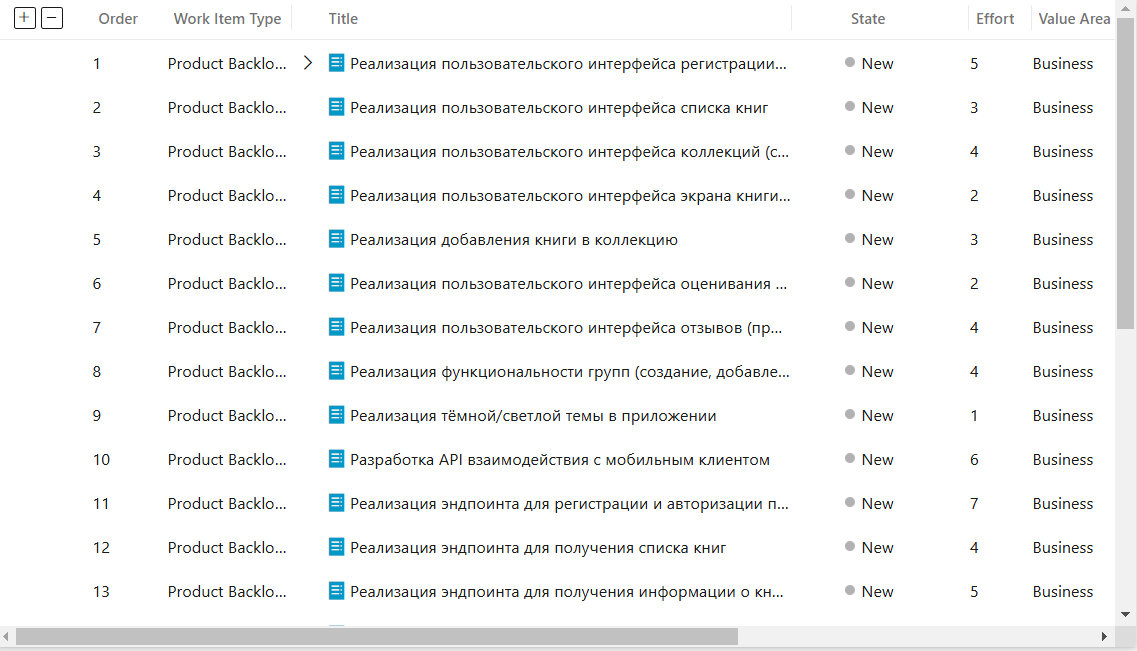 Order Work Item Type Title State Effort Value Area
1 Product Backlo... Реализация пользовательского интерфейса регистрации... New 5 Business
2 Product Backlo... Реализация пользовательского интерфейса списка книг New 3 Business
3 Product Backlo... Реализация пользовательского интерфейса коллекций (с... New 4 Business
4 Product Backlo... Реализация пользовательского интерфейса экрана книги... New 2 Business
5 Product Backlo... Реализация добавления книги в коллекцию New 3 Business
6 Product Backlo... Реализация пользовательского интерфейса оценивания ... New 2 Business
7 Product Backlo... Реализация пользовательского интерфейса отзывов (пр... New 4 Business
8 Product Backlo... Реализация функциональности групп (создание, добавле... New 4 Business
9 Product Backlo... Реализация тёмной/светлой темы в приложении New 1 Business
10 Product Backlo... Разработка API взаимодействия с мобильным клиентом New 6 Business
11 Product Backlo... Реализация эндпоинта для регистрации и авторизации п... New 7 Business
12 Product Backlo... Реализация эндпоинта для получения списка книг New 4 Business
13 Product Backlo... Реализация эндпоинта для получения информации о кн... New 5 Business